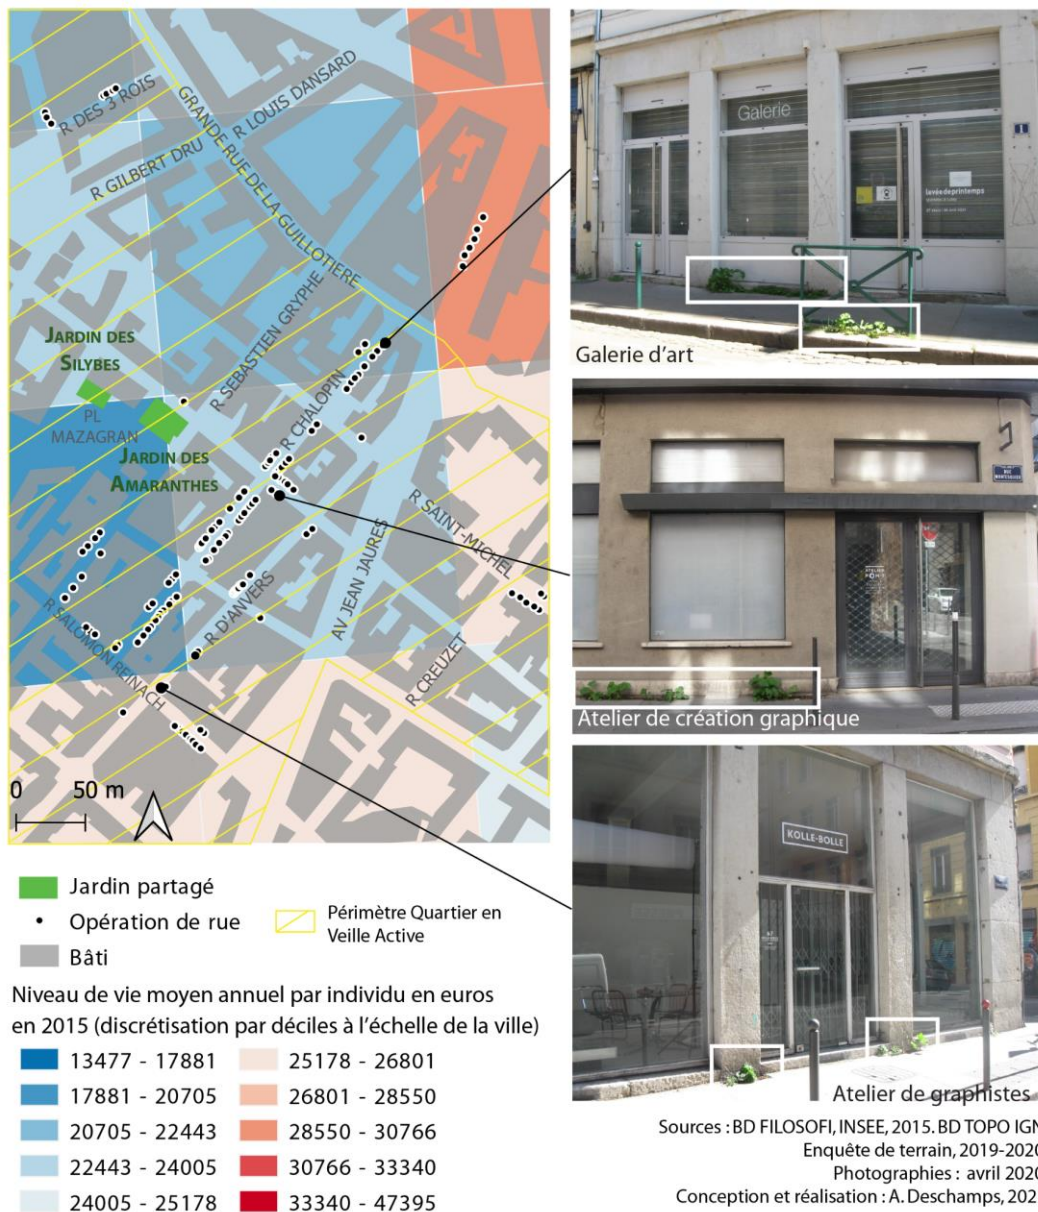 R DES 3 ROIS
R LOUIS DANSARD
R GILBERT DRU
GRANDE RUE DE LA GUILLOTIERE
R SEBASTIEN GRYPHE
JARDIN DES
SILYBES
PL
MAZAGRAN
R CHALOPIN
JARDIN DES
AMARANTHES
R SAINT-MICHEL
AV JEAN JAURES
R D'ANVERS
R SALOMON REINACH
R CREUZET
0 50 m
Galerie
1
lavéedeprintemps
Galerie d'art
RUE
ATELIER
Atelier de création graphique
KOLLE-BOLLE
Atelier de graphistes
Jardin partagé
Opération de rue
Bâti
Périmètre Quartier en
Veille Active
Niveau de vie moyen annuel par individu en euros
en 2015 (discrétisation par déciles à l'échelle de la ville)
13477 - 17881
17881 - 20705
20705 - 22443
22443 - 24005
24005 - 25178
25178 - 26801
26801 - 28550
28550 - 30766
30766 - 33340
33340 - 47395
Sources : BD FILOSOFI, INSEE, 2015. BD TOPO IGN
Enquête de terrain, 2019-2020
Photographies : avril 2020
Conception et réalisation : A. Deschamps, 202